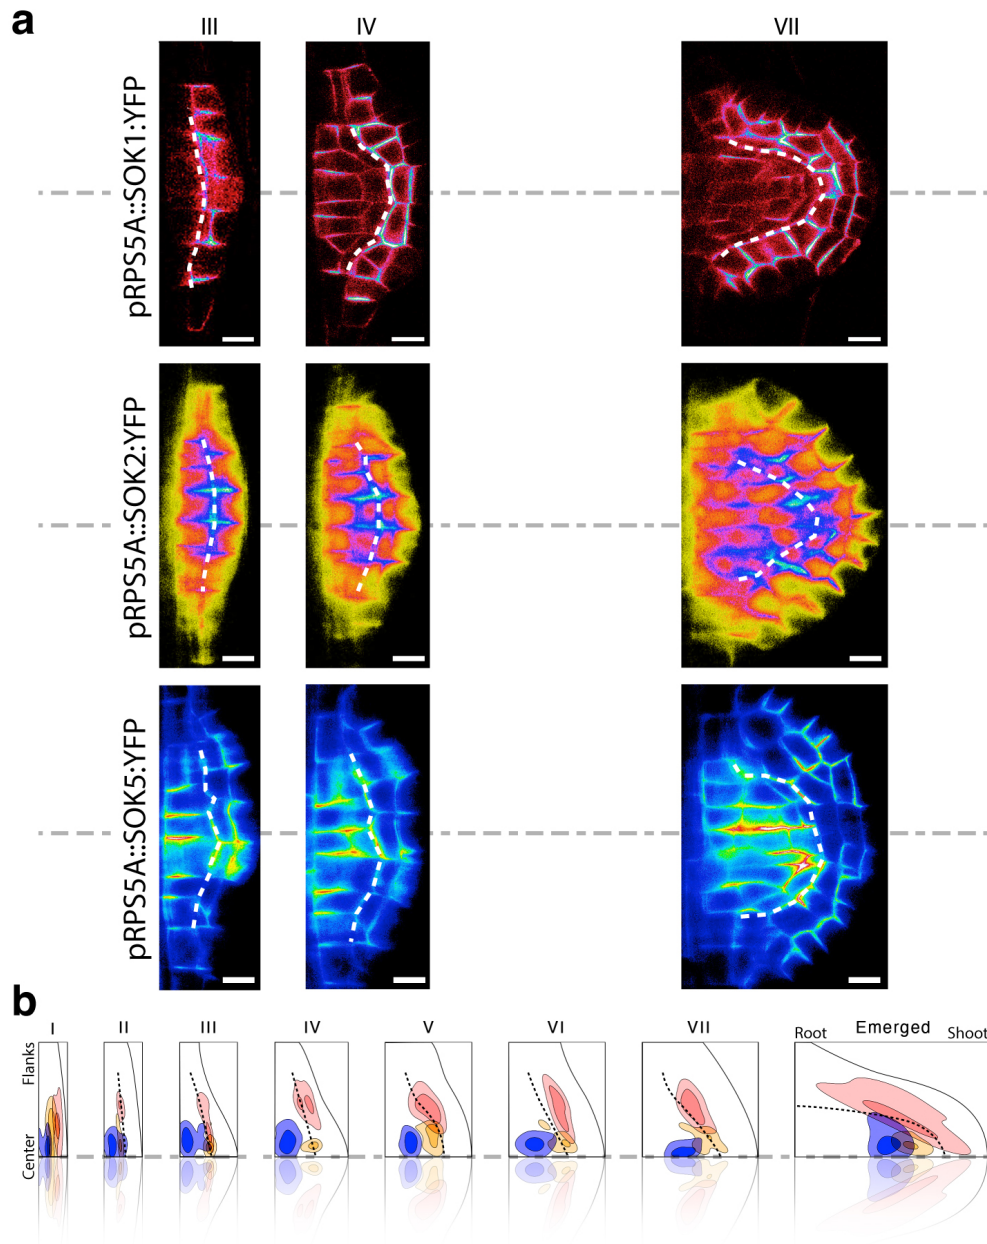 a
III IV VII
pRPS5A::SOK1:YFP
pRPS5A::SOK2:YFP
pRPS5A::SOK5:YFP
b
I II III IV V VI VII Emerged
Root Shoot
Flanks
Center